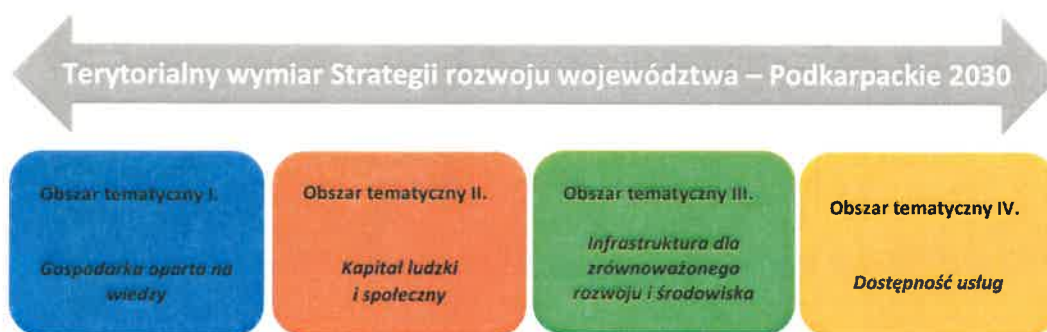 Terytorialny wymiar Strategii rozwoju województwa – Podkarpackie 2030
Obszar tematyczny I.
Gospodarka oparta na
wiedzy
Obszar tematyczny II.
Kapitał ludzki
i społeczny
Obszar tematyczny III.
Infrastruktura dla
zrównoważonego
rozwoju i środowiska
Obszar tematyczny IV.
Dostępność usług